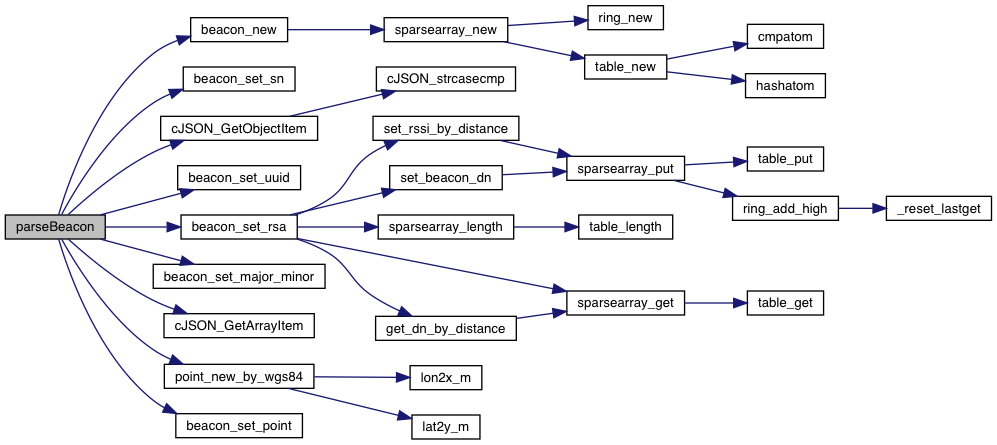 parseBeacon
beacon_new
beacon_set_sn
cJSON_GetObjectItem
beacon_set_uuid
beacon_set_rsa
beacon_set_major_minor
cJSON_GetArrayItem
point_new_by_wgs84
beacon_set_point
sparsearray_new
cJSON_strcasecmp
set_rssi_by_distance
set_beacon_dn
sparsearray_length
get_dn_by_distance
lon2x_m
lat2y_m
ring_new
table_new
sparsearray_put
table_length
sparsearray_get
cmpatom
hashatom
table_put
ring_add_high
table_get
_reset_lastget